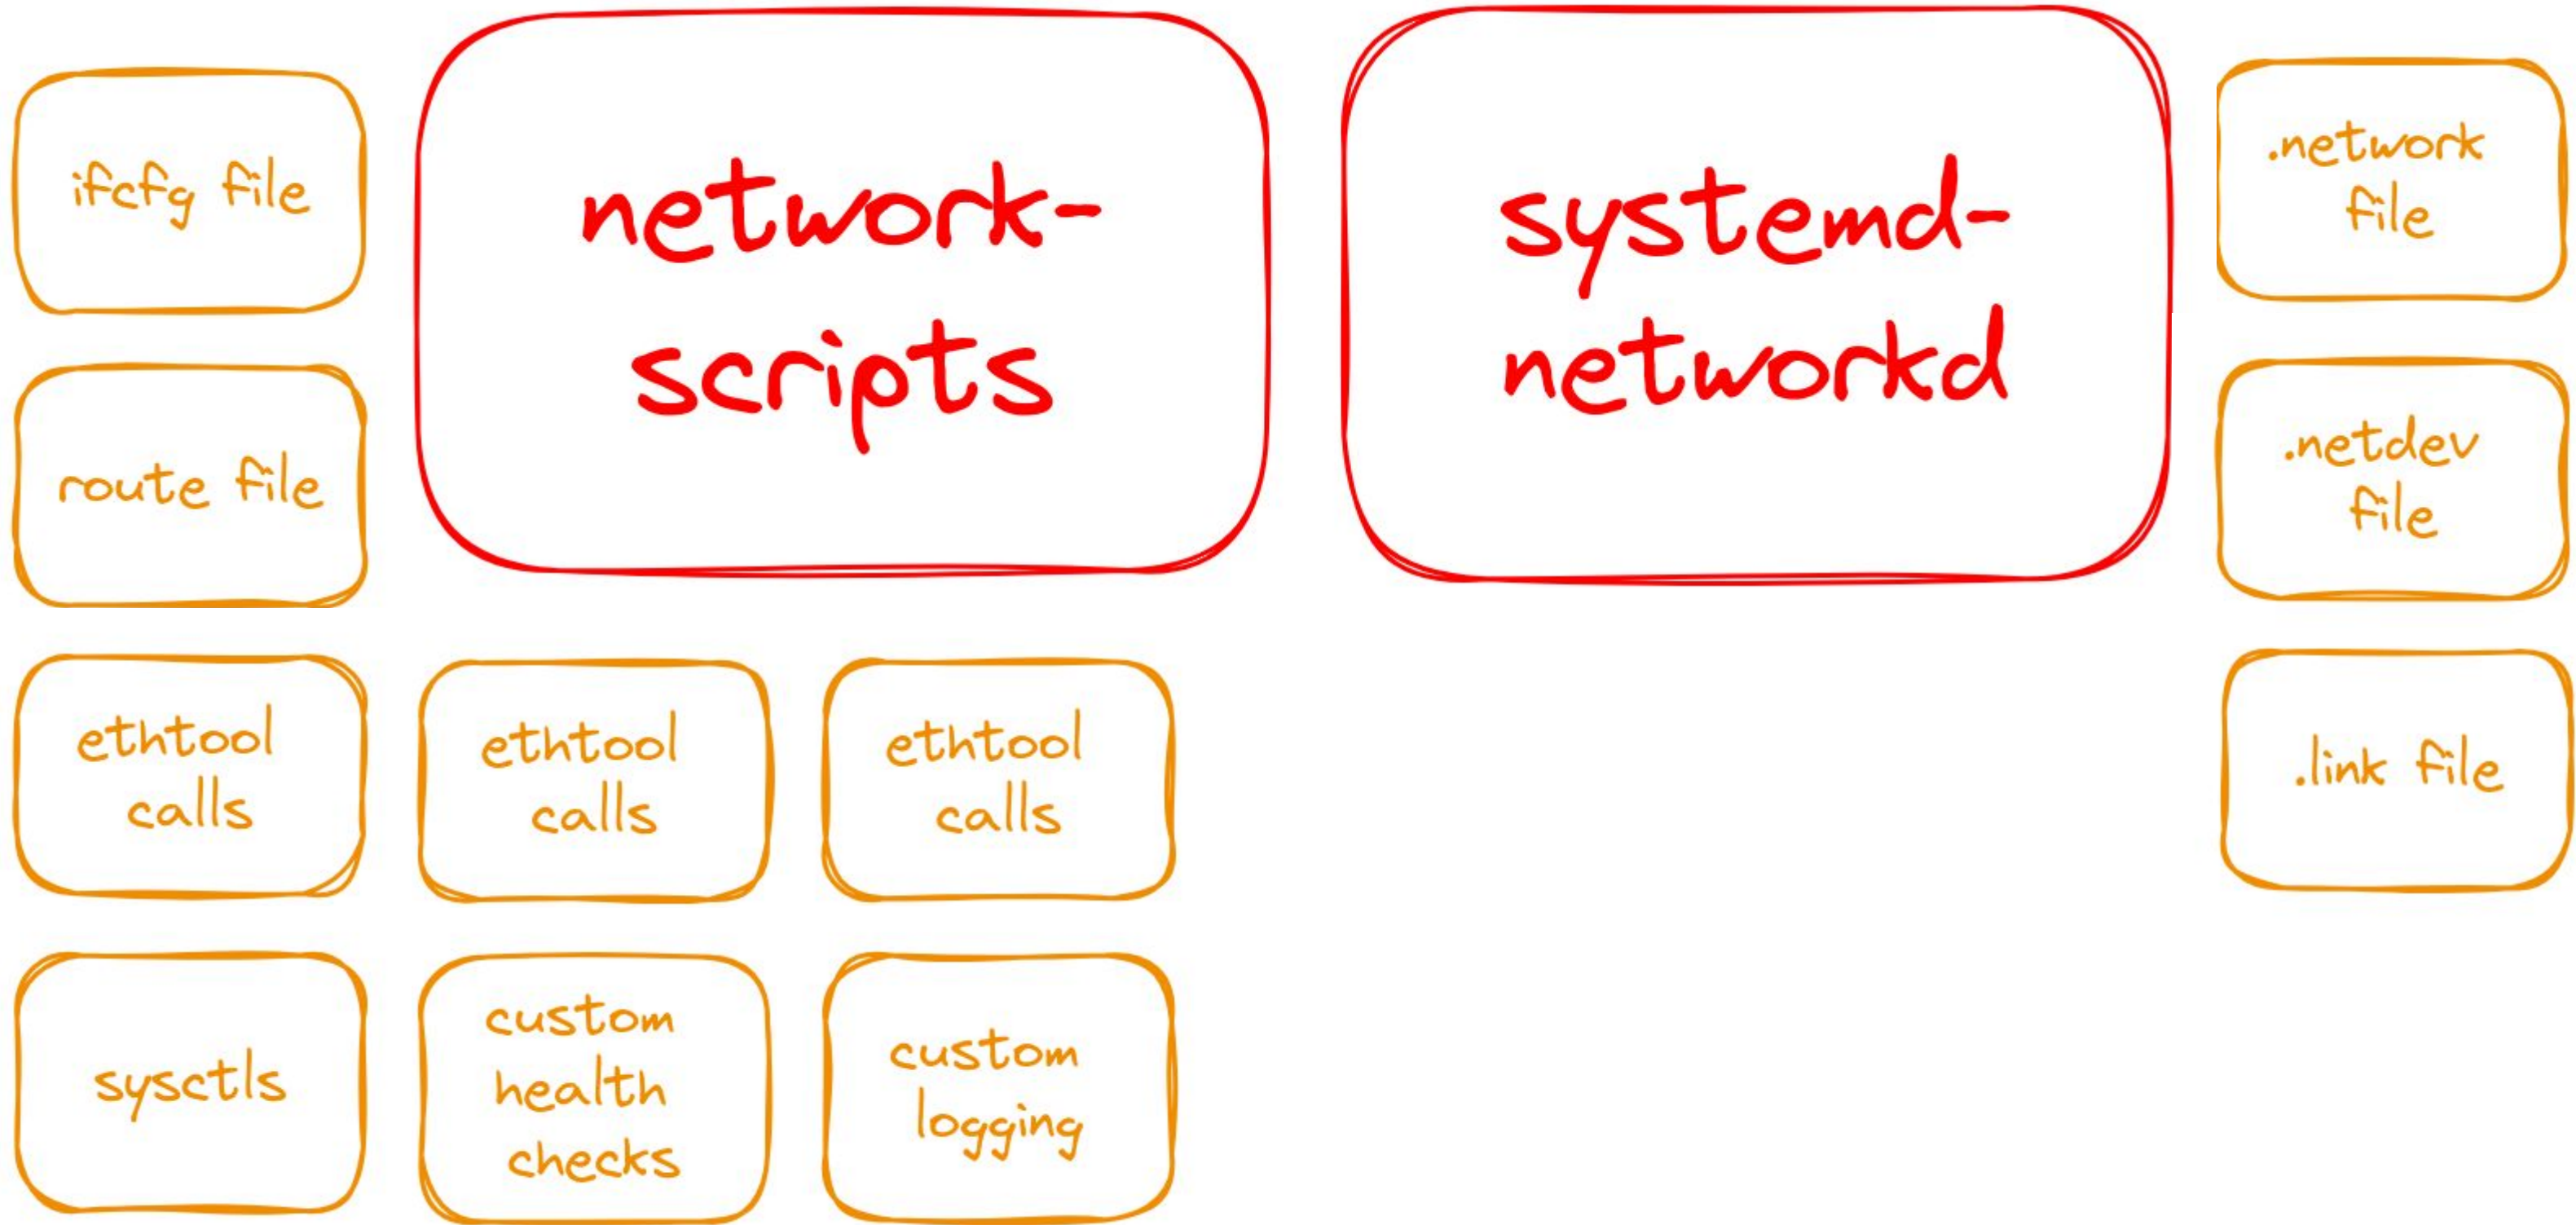 ifcfg file
route file
network-
scripts
systemd-
networkd
.network
file
.netdev
file
ethtool
calls
ethtool
calls
ethtool
calls
.link file
sysctls
custom
health
checks
custom
logging